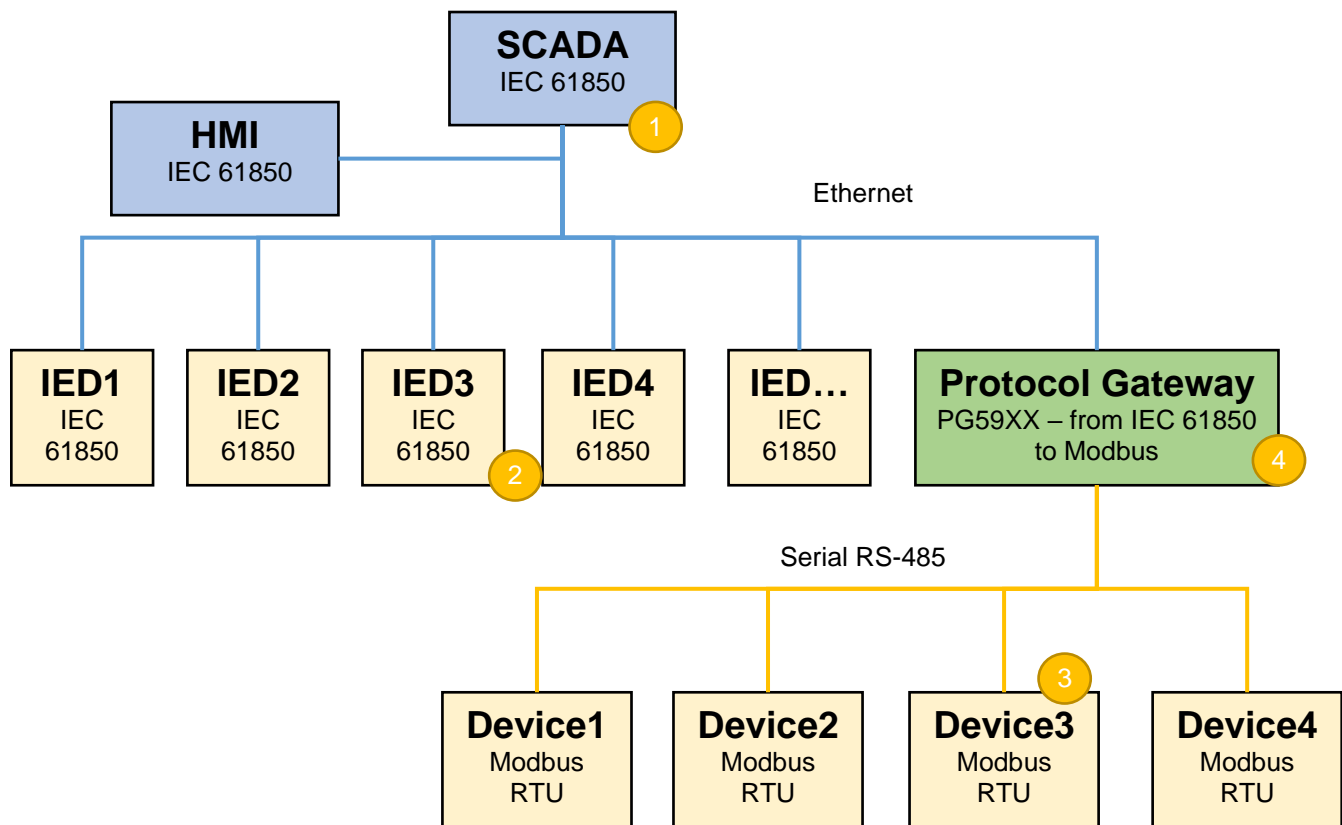 SCADA
IEC 61850
1
HMI
IEC 61850
Ethernet
IED1
IEC
61850
IED2
IEC
61850
IED3
IEC
61850
2
IED4
IEC
61850
IED...
IEC
61850
Protocol Gateway
PG59XX – from IEC 61850
to Modbus
4
Serial RS-485
Device1
Modbus
RTU
Device2
Modbus
RTU
3
Device3
Modbus
RTU
Device4
Modbus
RTU